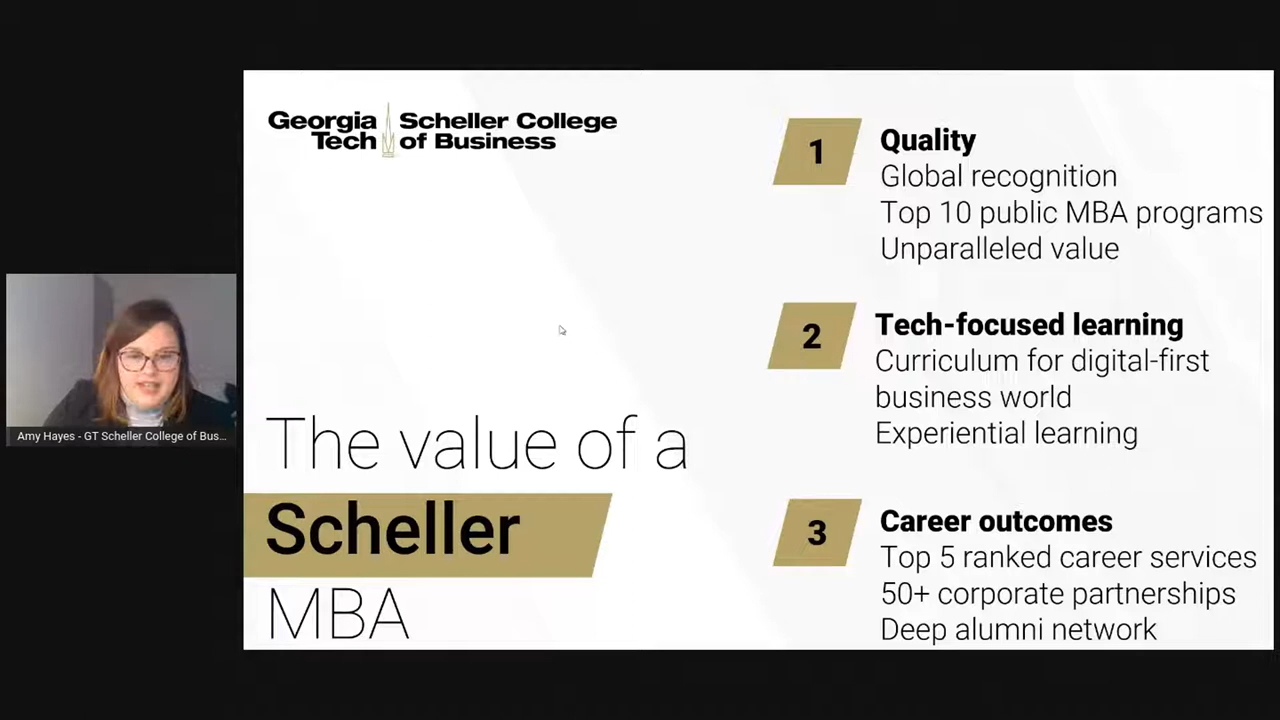 Georgia Tech
Scheller College of Business
The value of a
Scheller
MBA
1
Quality
Global recognition
Top 10 public MBA programs
Unparalleled value
2
Tech-focused learning
Curriculum for digital-first
business world
Experiential learning
3
Career outcomes
Top 5 ranked career services
50+ corporate partnerships
Deep alumni network
Amy Hayes - GT Scheller College of Bus...